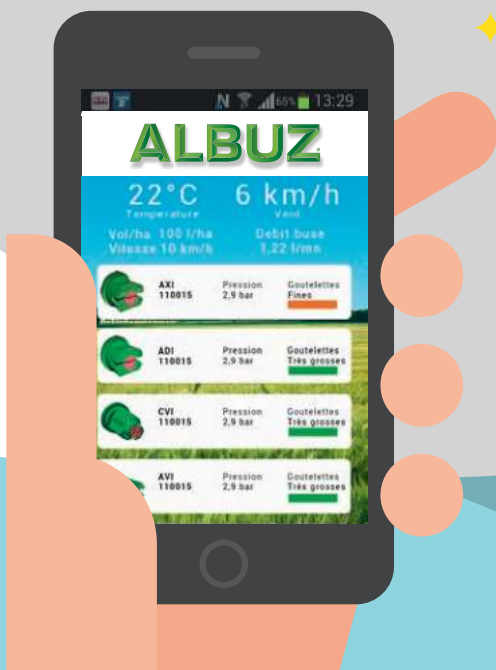 N 66% 13:29
ALBUZ
22°C 6 km/h
Temperature Vent
Vol/ha 100 l/ha Debit buse
Vitesse 10 km/h 1,22 l/mn
AXI Pression Goutelettes
110015 2,9 bar Fines
ADI Pression Goutelettes
110015 2,9 bar Très grosses
CVI Pression Goutelettes
110015 2,9 bar Très grosses
AVI Pression Goutelettes
110015 2,9 bar Très grosses